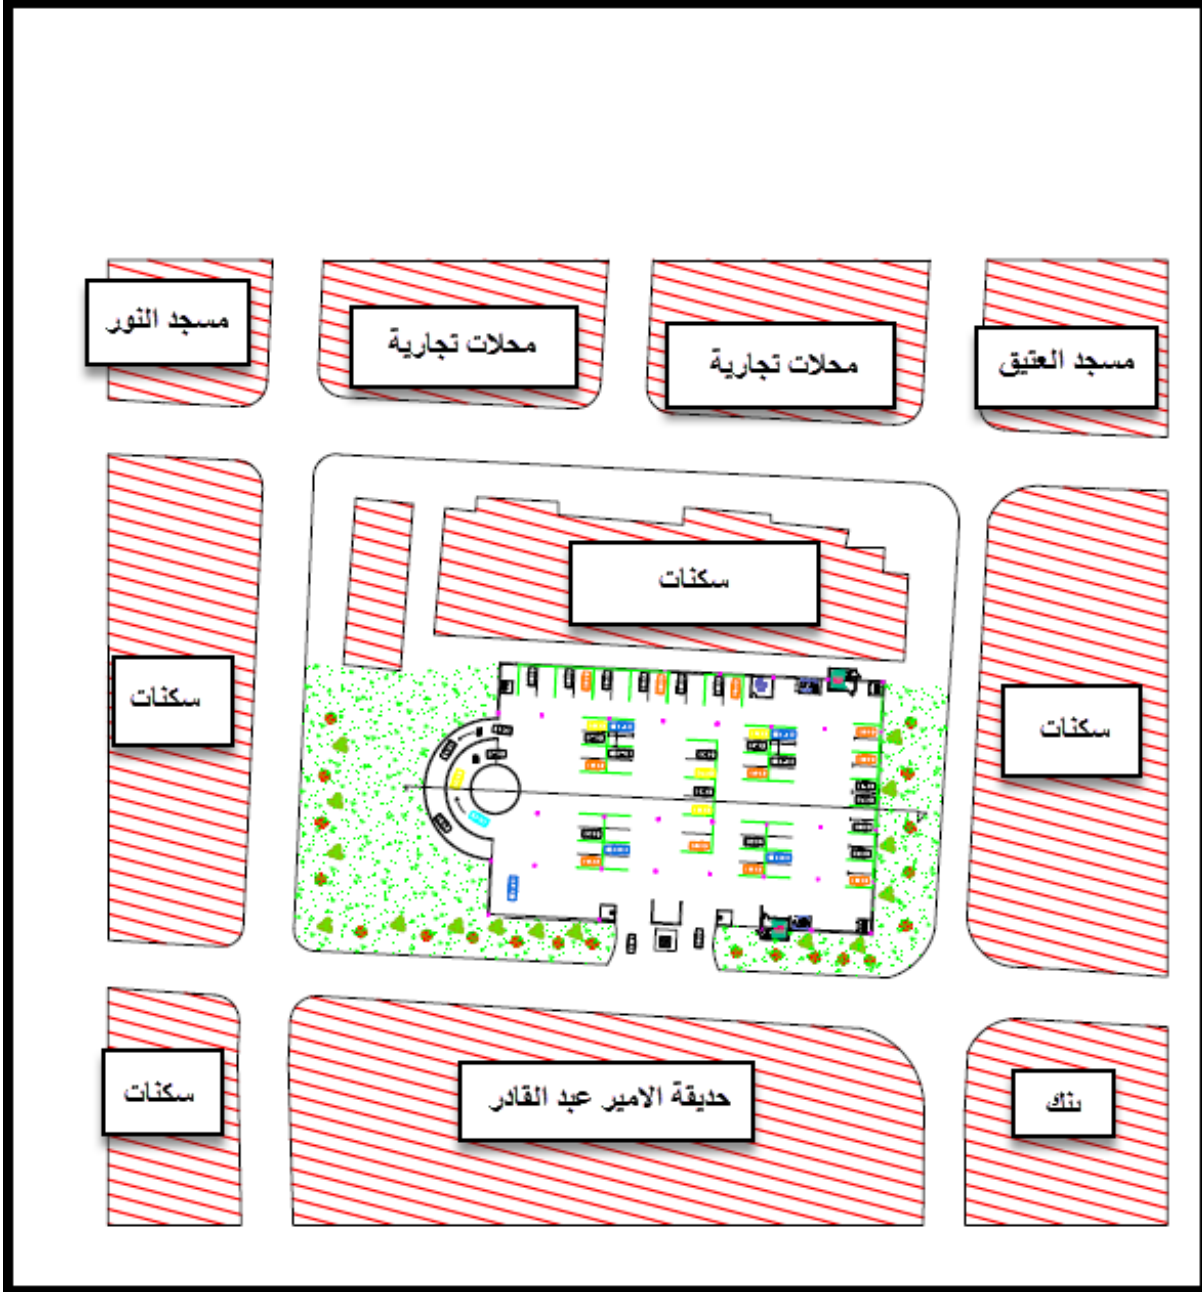 مسجد العتيق
محلات تجارية
محلات تجارية
مسجد النور
سكنات
سكنات
سكنات
بنك
حديقة الامير عبد القادر
سكنات